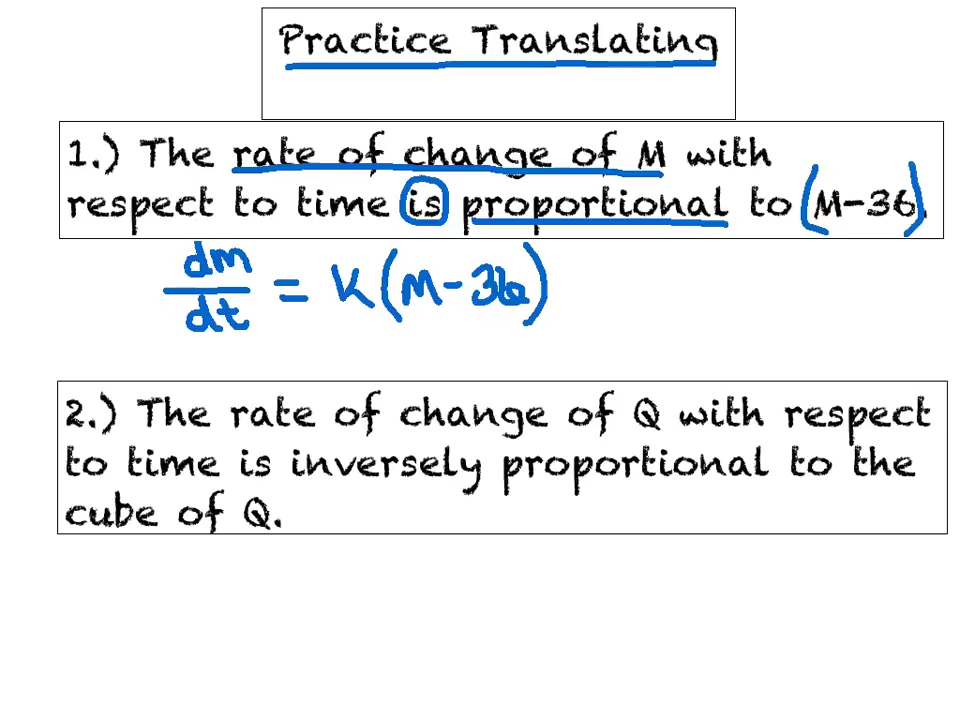 Practice Translating
1.) The rate of change of M with
respect to time is proportional to (M-36).
dm/dt = K(M-36)
2.) The rate of change of Q with respect
to time is inversely proportional to the
cube of Q.